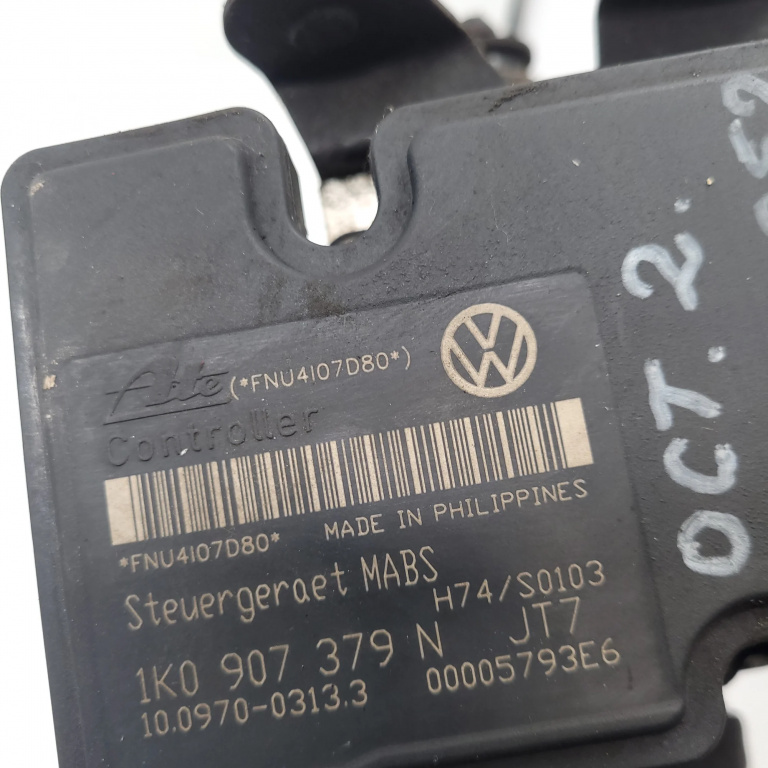 Ate (*FNU4107D80*)
Controller
*FNU4107D80*
MADE IN PHILIPPINES
Steuergeraet MABS
H74/S0103
1K0 907 379 N
JT7
10.0970-0313.3
00005793E6
OCT. 2.